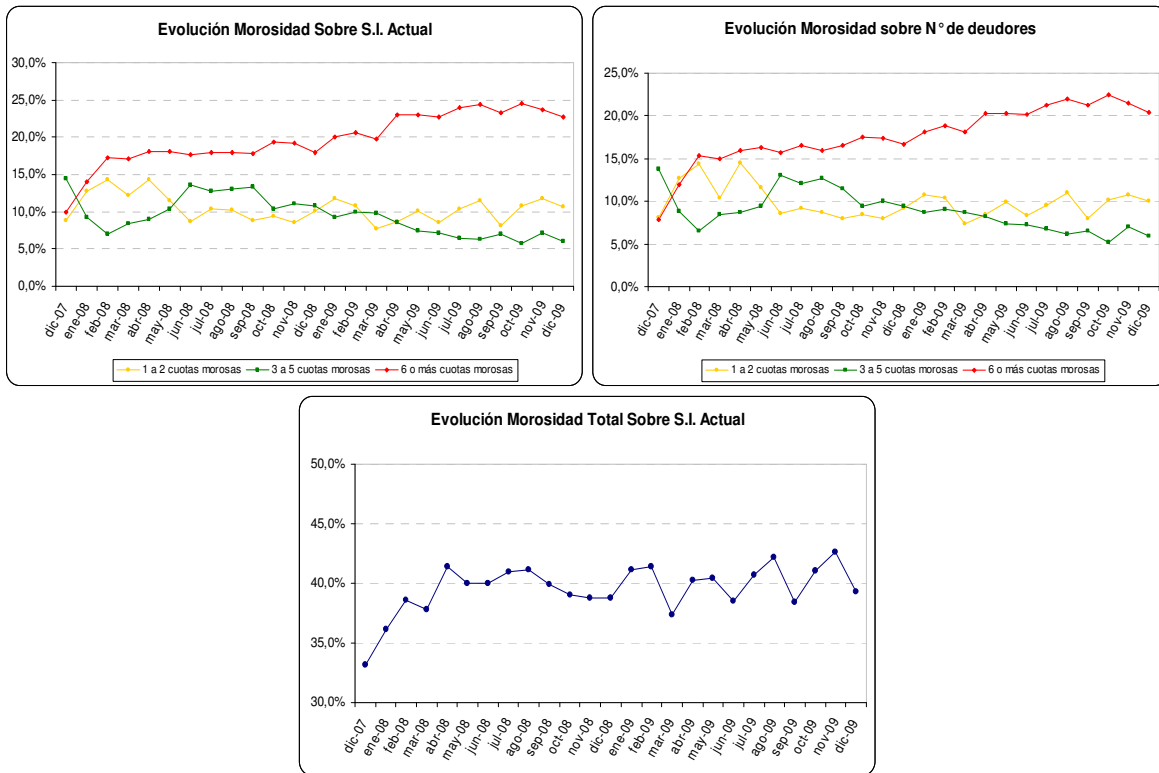 Evolución Morosidad Sobre S.I. Actual
30,0%
25,0%
20,0%
15,0%
10,0%
5,0%
0,0%
dic-07
ene-08
feb-08
mar-08
abr-08
may-08
jun-08
jul-08
ago-08
sep-08
oct-08
nov-08
dic-08
ene-09
feb-09
mar-09
abr-09
may-09
jun-09
jul-09
ago-09
sep-09
oct-09
nov-09
dic-09
1 a 2 cuotas morosas
3 a 5 cuotas morosas
6 o más cuotas morosas
Evolución Morosidad sobre N° de deudores
25,0%
20,0%
15,0%
10,0%
5,0%
0,0%
dic-07
ene-08
feb-08
mar-08
abr-08
may-08
jun-08
jul-08
ago-08
sep-08
oct-08
nov-08
dic-08
ene-09
feb-09
mar-09
abr-09
may-09
jun-09
jul-09
ago-09
sep-09
oct-09
nov-09
dic-09
1 a 2 cuotas morosas
3 a 5 cuotas morosas
6 o más cuotas morosas
Evolución Morosidad Total Sobre S.I. Actual
50,0%
45,0%
40,0%
35,0%
30,0%
dic-07
ene-08
feb-08
mar-08
abr-08
may-08
jun-08
jul-08
ago-08
sep-08
oct-08
nov-08
dic-08
ene-09
feb-09
mar-09
abr-09
may-09
jun-09
jul-09
ago-09
sep-09
oct-09
nov-09
dic-09